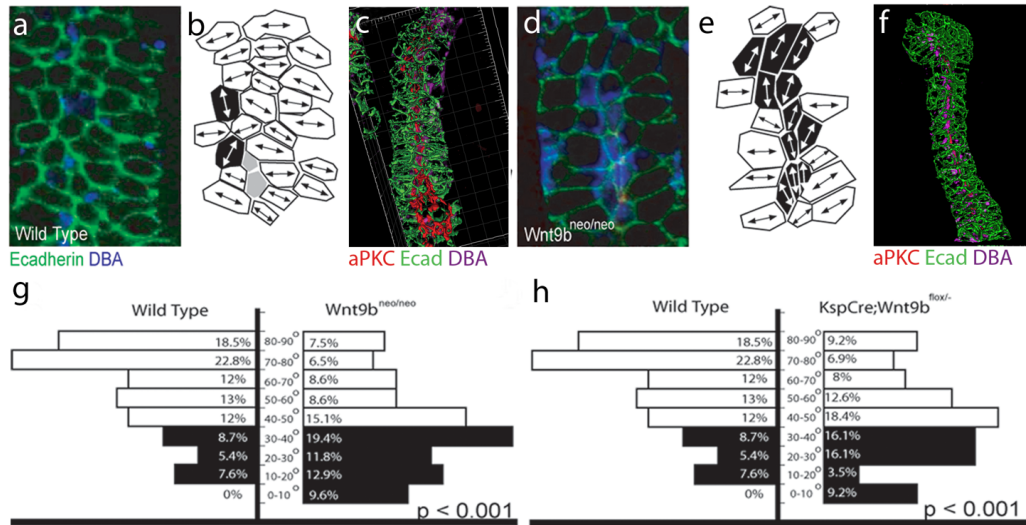 a b c d e f
Wild Type
Wnt9b neo/neo
Ecadherin DBA
aPKC Ecad DBA
aPKC Ecad DBA
g
Wild Type
Wnt9b neo/neo
18.5% 80-90° 7.5%
22.8% 70-80° 6.5%
12% 60-70° 8.6%
13% 50-60° 8.6%
12% 40-50° 15.1%
8.7% 30-40° 19.4%
5.4% 20-30° 11.8%
7.6% 10-20° 12.9%
0% 0-10° 9.6%
p < 0.001
h
Wild Type
KspCre;Wnt9b flox/-
18.5% 80-90° 9.2%
22.8% 70-80° 6.9%
12% 60-70° 8%
13% 50-60° 12.6%
12% 40-50° 18.4%
8.7% 30-40° 16.1%
5.4% 20-30° 16.1%
7.6% 10-20° 3.5%
0% 0-10° 9.2%
p < 0.001